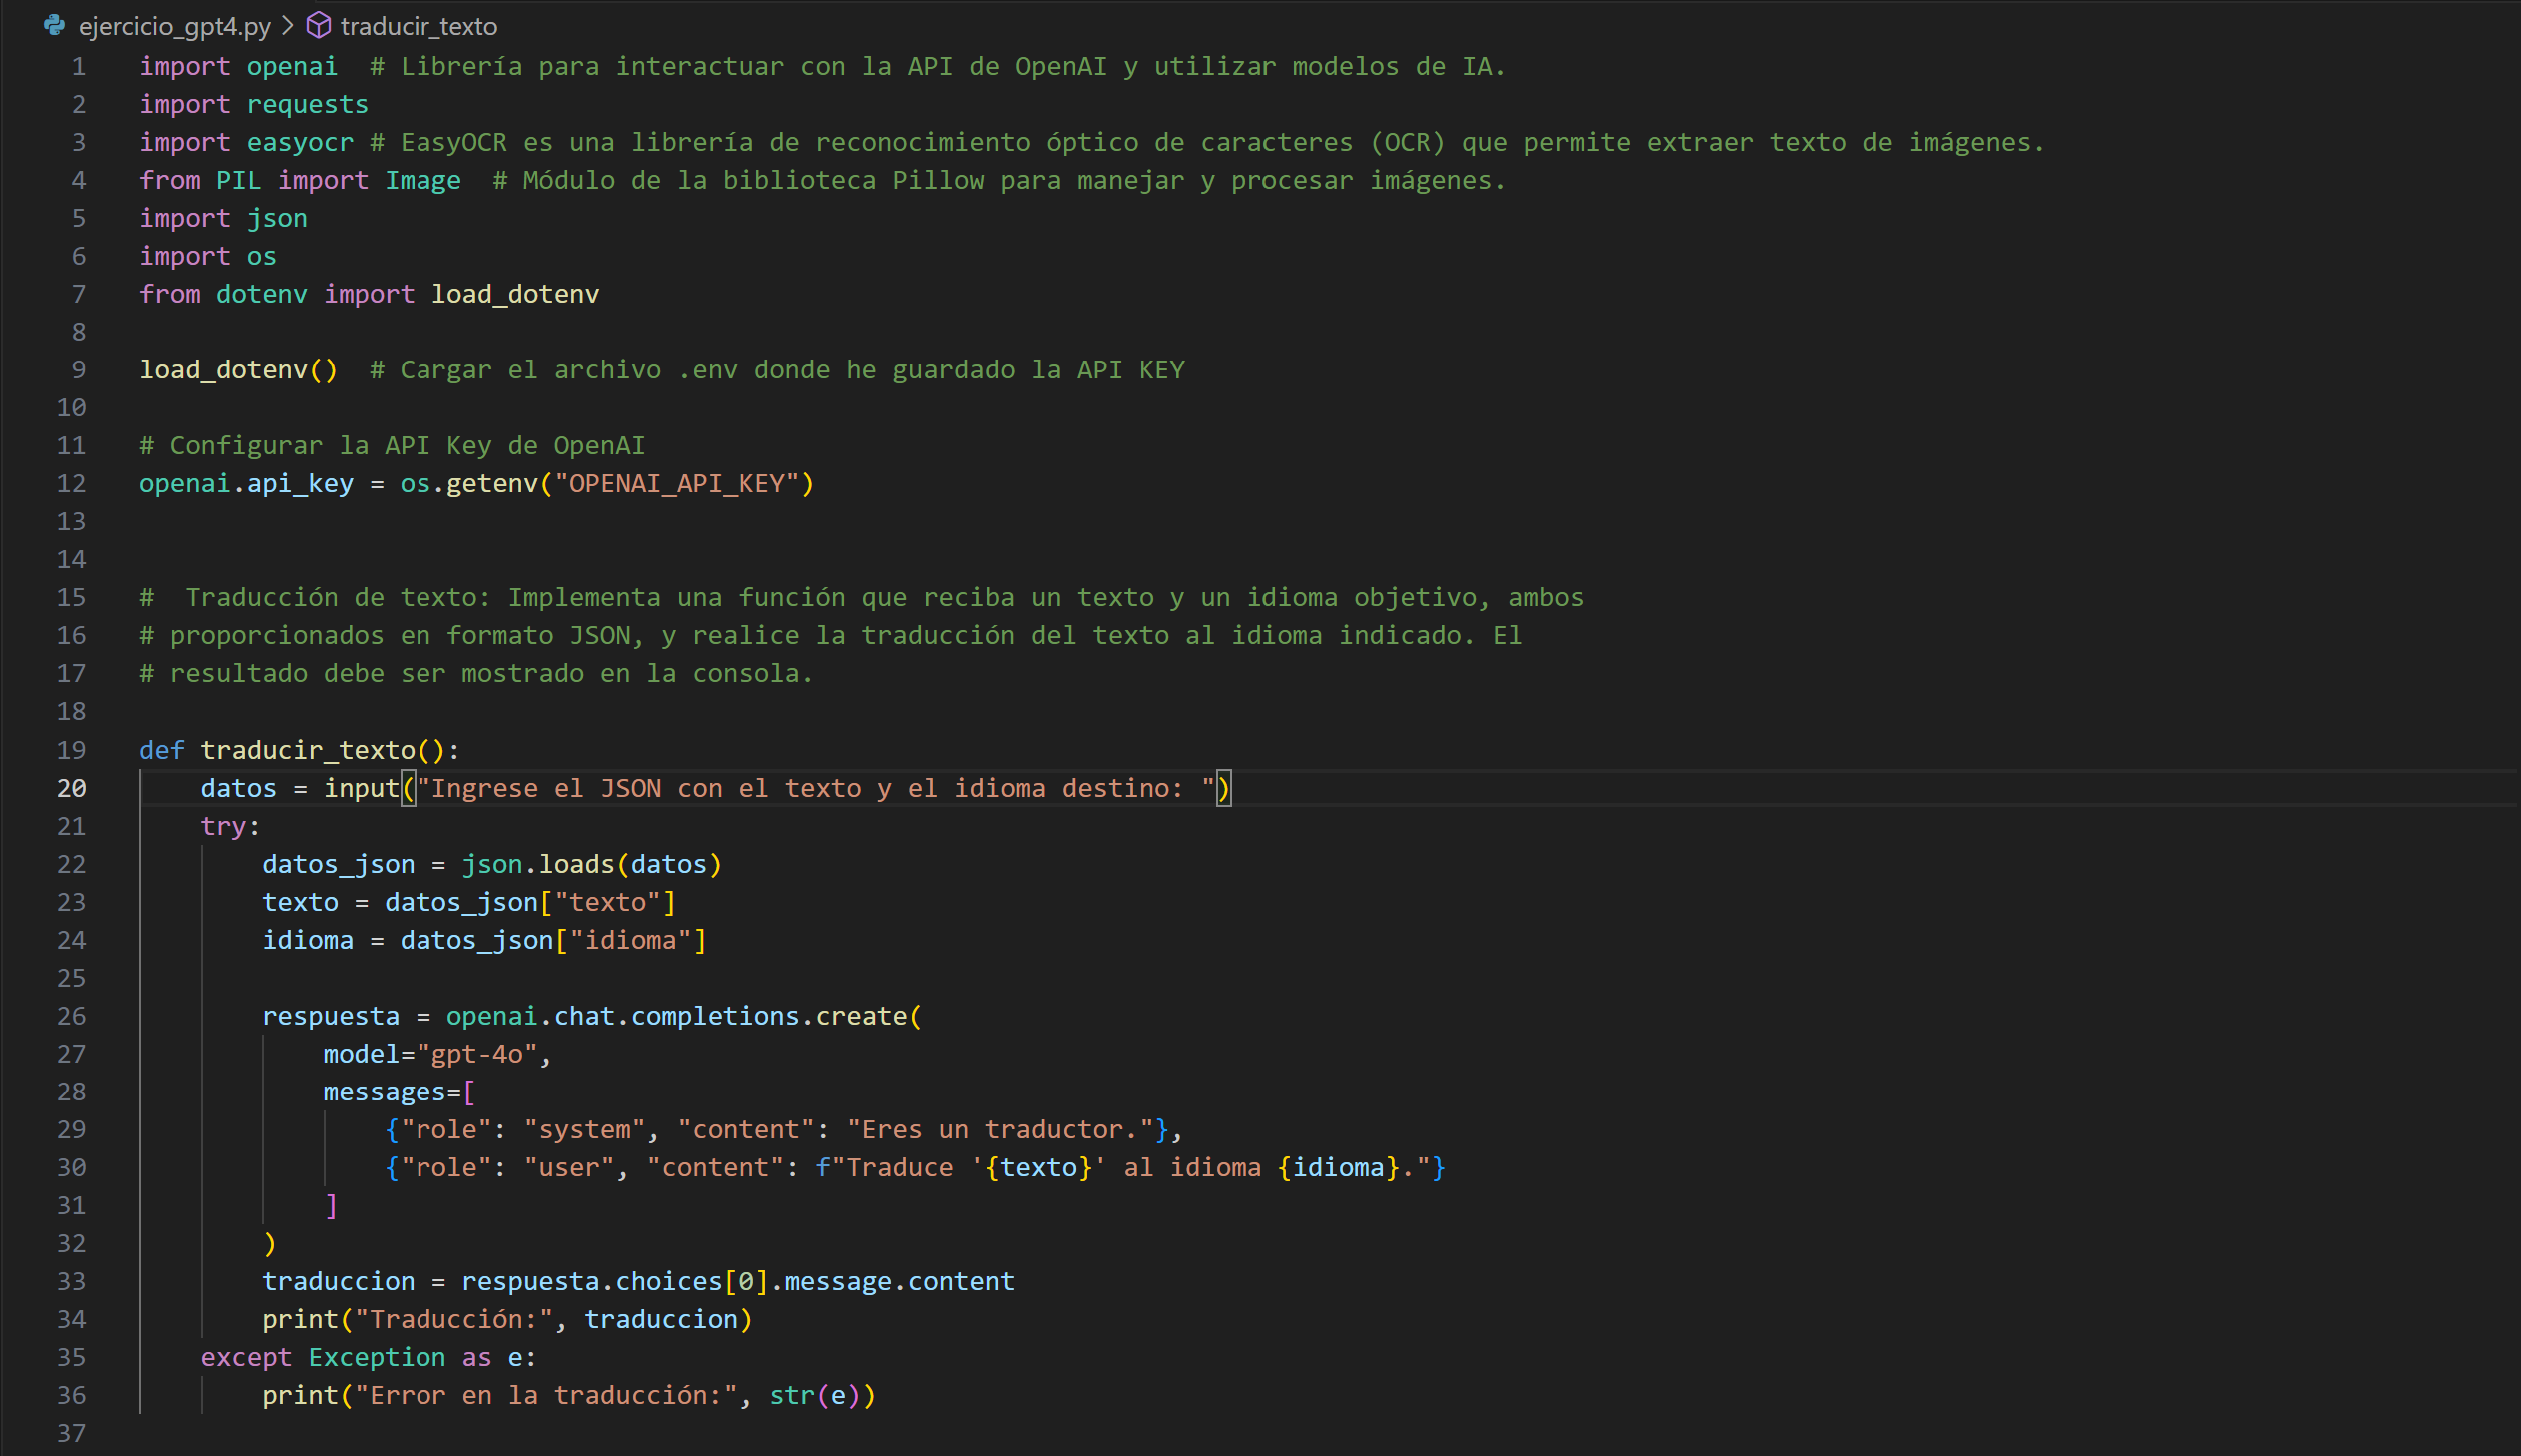 ejercicio_gpt4.py > traducir_texto
1 import openai  # Librería para interactuar con la API de OpenAI y utilizar modelos de IA.
2 import requests
3 import easyocr # EasyOCR es una librería de reconocimiento óptico de caracteres (OCR) que permite extraer texto de imágenes.
4 from PIL import Image  # Módulo de la biblioteca Pillow para manejar y procesar imágenes.
5 import json
6 import os
7 from dotenv import load_dotenv
8
9 load_dotenv()  # Cargar el archivo .env donde he guardado la API KEY
10
11 # Configurar la API Key de OpenAI
12 openai.api_key = os.getenv("OPENAI_API_KEY")
13
14
15 #  Traducción de texto: Implementa una función que reciba un texto y un idioma objetivo, ambos
16 # proporcionados en formato JSON, y realice la traducción del texto al idioma indicado. El
17 # resultado debe ser mostrado en la consola.
18
19 def traducir_texto():
20     datos = input("Ingrese el JSON con el texto y el idioma destino: ")
21     try:
22         datos_json = json.loads(datos)
23         texto = datos_json["texto"]
24         idioma = datos_json["idioma"]
25
26         respuesta = openai.chat.completions.create(
27             model="gpt-4o",
28             messages=[
29                 {"role": "system", "content": "Eres un traductor."},
30                 {"role": "user", "content": f"Traduce '{texto}' al idioma {idioma}."}
31             ]
32         )
33         traduccion = respuesta.choices[0].message.content
34         print("Traducción:", traduccion)
35     except Exception as e:
36         print("Error en la traducción:", str(e))
37